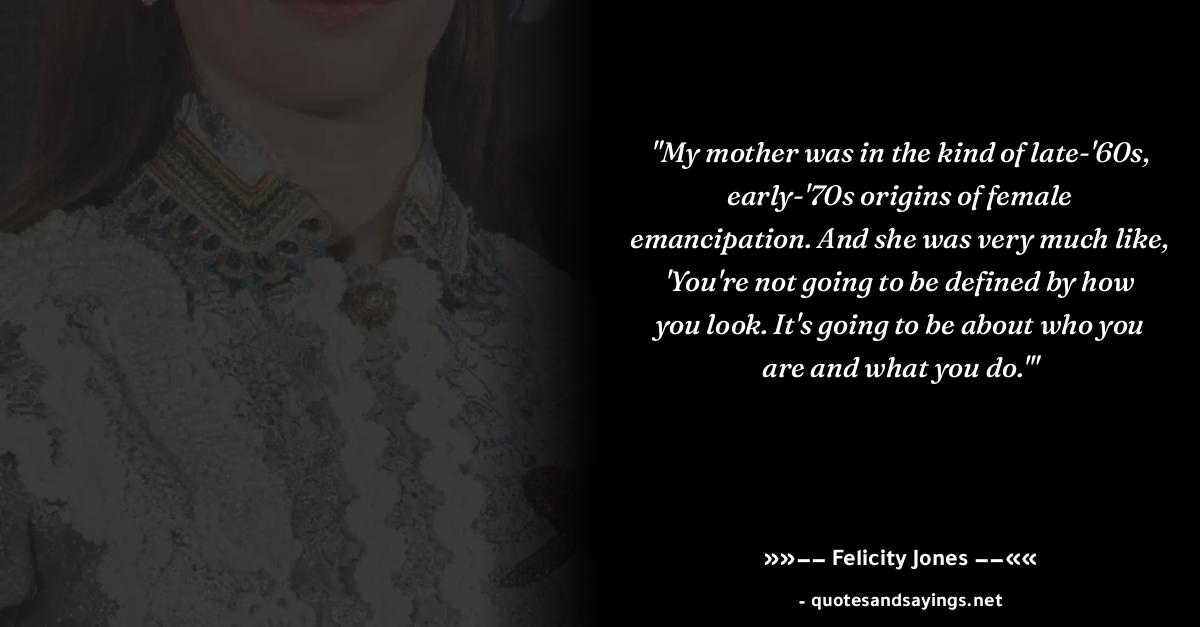 "My mother was in the kind of late-'60s,
early-'70s origins of female
emancipation. And she was very much like,
'You're not going to be defined by how
you look. It's going to be about who you
are and what you do.'"
»»—— Felicity Jones ——««
- quotesandsayings.net